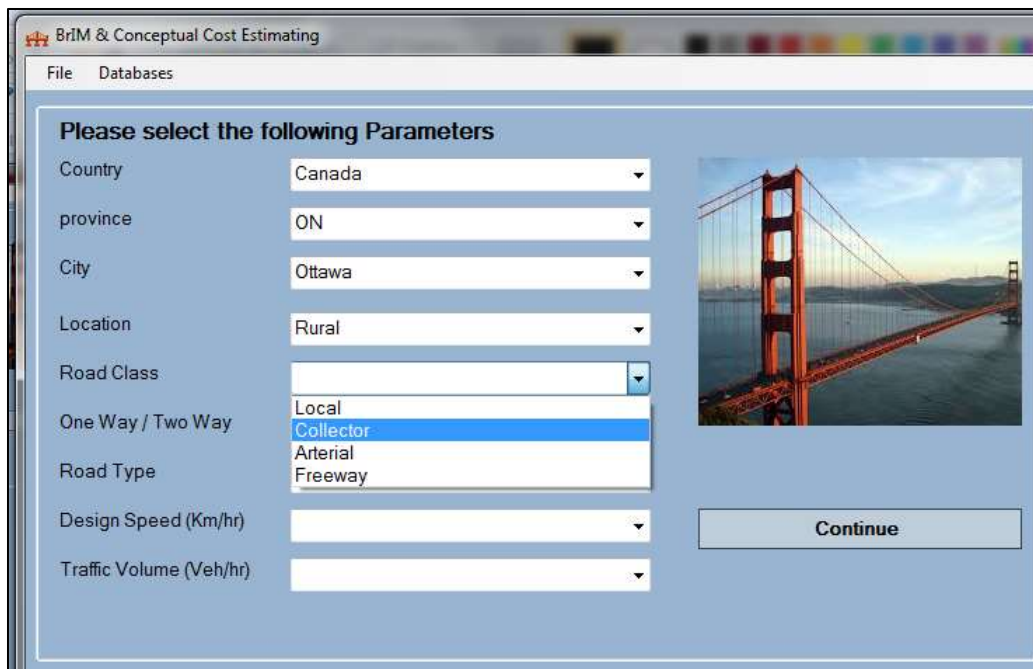 BrIM & Conceptual Cost Estimating
File Databases
Please select the following Parameters
Country Canada
province ON
City Ottawa
Location Rural
Road Class
Local
One Way / Two Way Collector
Arterial
Road Type Freeway
Design Speed (Km/hr) Continue
Traffic Volume (Veh/hr)